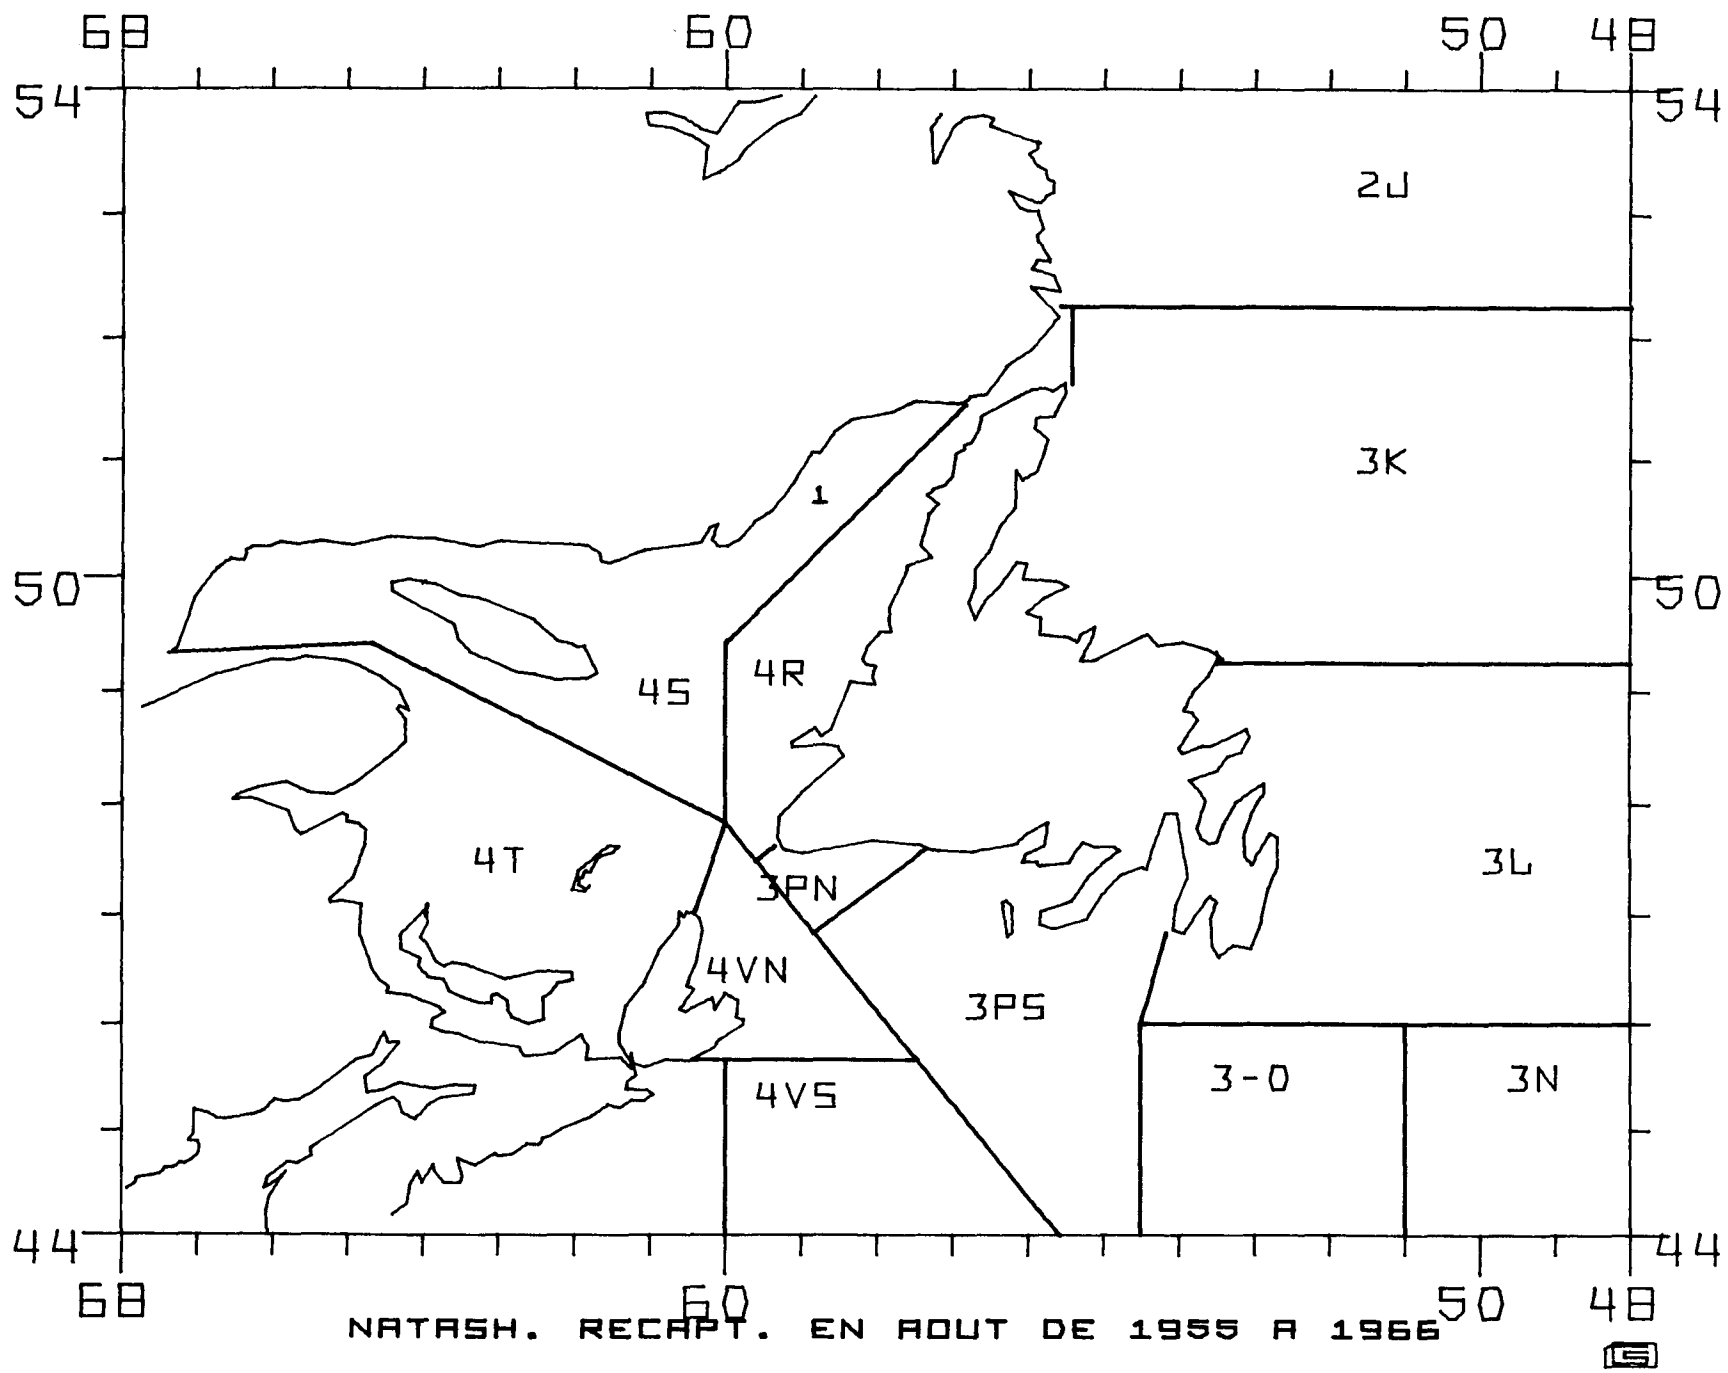 68 60 50 48
54 54
2J
3K
1
50 50
4R
4S
4T 3L
3PN
4VN
3PS
4VS 3-O 3N
44 44
68 60 50 48
NATASH. RECAPT. EN AOUT DE 1955 A 1966